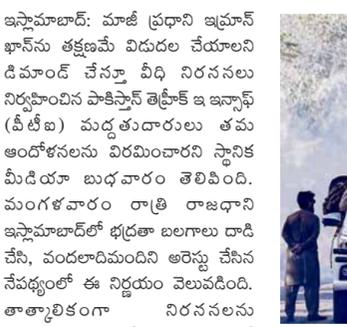 ఇస్లామాబాద్: మాజీ ప్రధాని ఇమ్రాన్
ఖాన్‌ను తక్షణమే విడుదల చేయాలని
డిమాండ్ చేస్తూ వీధి నిరసనలు
నిర్వహించిన పాకిస్తాన్ తెహ్రీక్ ఇ ఇన్సాఫ్
(పీటీఐ) మద్దతుదారులు తమ
ఆందోళనలను విరమించారని స్థానిక
మీడియా బుధవారం తెలిపింది.
మంగళవారం రాత్రి రాజధాని
ఇస్లామాబాద్‌లో భద్రతా బలగాలు దాడి
చేసి, వందలాదిమందిని అరెస్టు చేసిన
నేపథ్యంలో ఈ నిర్ణయం వెలువడింది.
తాత్కాలికంగా నిరసనలను